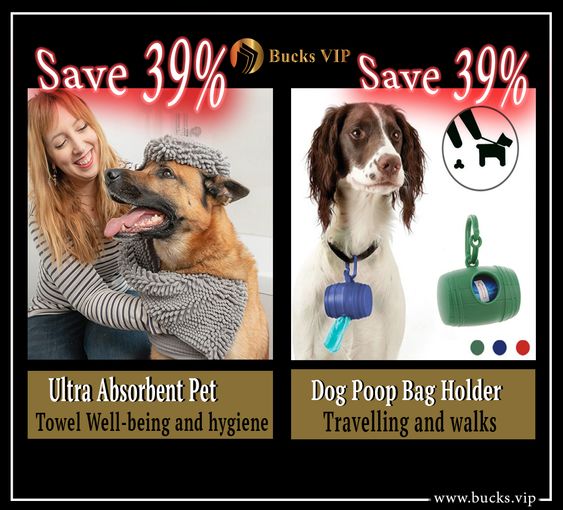 Save 39%
Bucks VIP
Save 39%
Ultra Absorbent Pet
Towel Well-being and hygiene
Dog Poop Bag Holder
Travelling and walks
www.bucks.vip